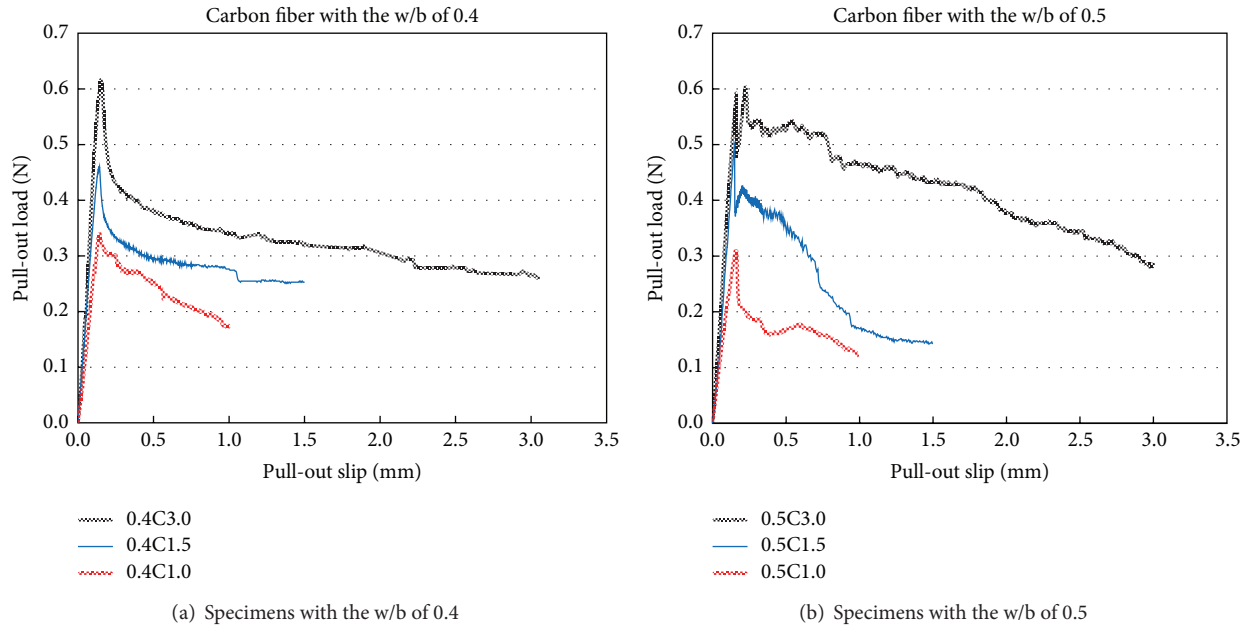 Carbon fiber with the w/b of 0.4
0.7
0.6
0.5
0.4
0.3
0.2
0.1
0.0
Pull-out load (N)
0.0 0.5 1.0 1.5 2.0 2.5 3.0 3.5
Pull-out slip (mm)
0.4C3.0
0.4C1.5
0.4C1.0
(a) Specimens with the w/b of 0.4
Carbon fiber with the w/b of 0.5
0.7
0.6
0.5
0.4
0.3
0.2
0.1
0.0
Pull-out load (N)
0.0 0.5 1.0 1.5 2.0 2.5 3.0 3.5
Pull-out slip (mm)
0.5C3.0
0.5C1.5
0.5C1.0
(b) Specimens with the w/b of 0.5